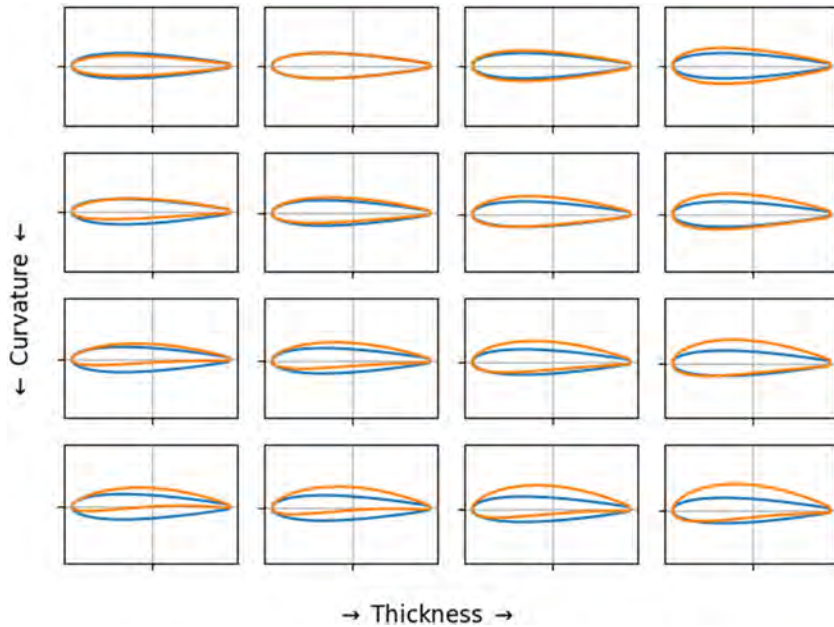 ← Curvature ←
→ Thickness →